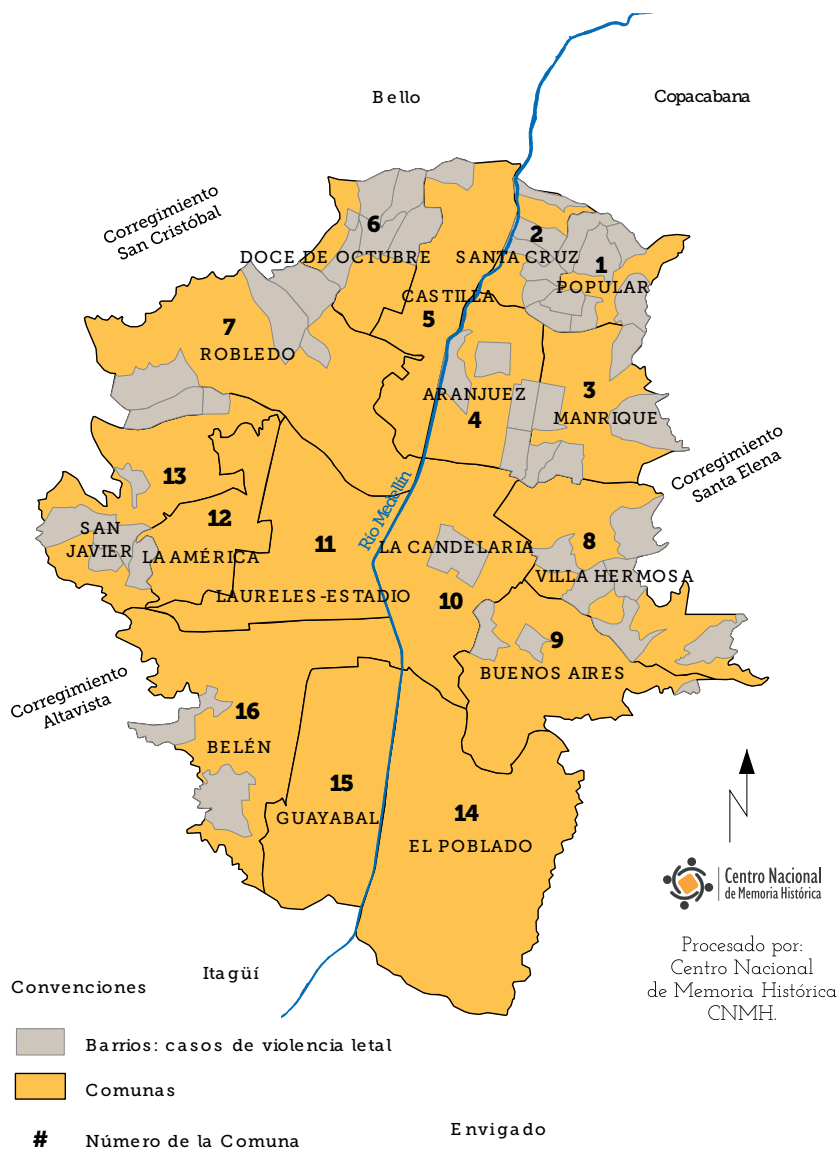 Bello
Copacabana
Corregimiento
San Cristóbal
6
DOCE DE OCTUBRE
2
SANTA CRUZ
1
POPULAR
CASTILLA
5
7
ROBLEDO
ARANJUEZ
4
3
MANRIQUE
Corregimiento
Santa Elena
13
SAN
JAVIER
12
LA AMÉRICA
11
LAURELES-ESTADIO
Río Medellín
LA CANDELARIA
10
8
VILLA HERMOSA
9
BUENOS AIRES
Corregimiento
Altavista
16
BELÉN
15
GUAYABAL
14
EL POBLADO
Centro Nacional
de Memoria Histórica
Procesado por:
Centro Nacional
de Memoria Histórica
CNMH.
Itagüí
Convenciones
Barrios: casos de violencia letal
Comunas
# Número de la Comuna
Envigado